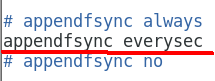 # appendfsync always
appendfsync everysec
# appendfsync no